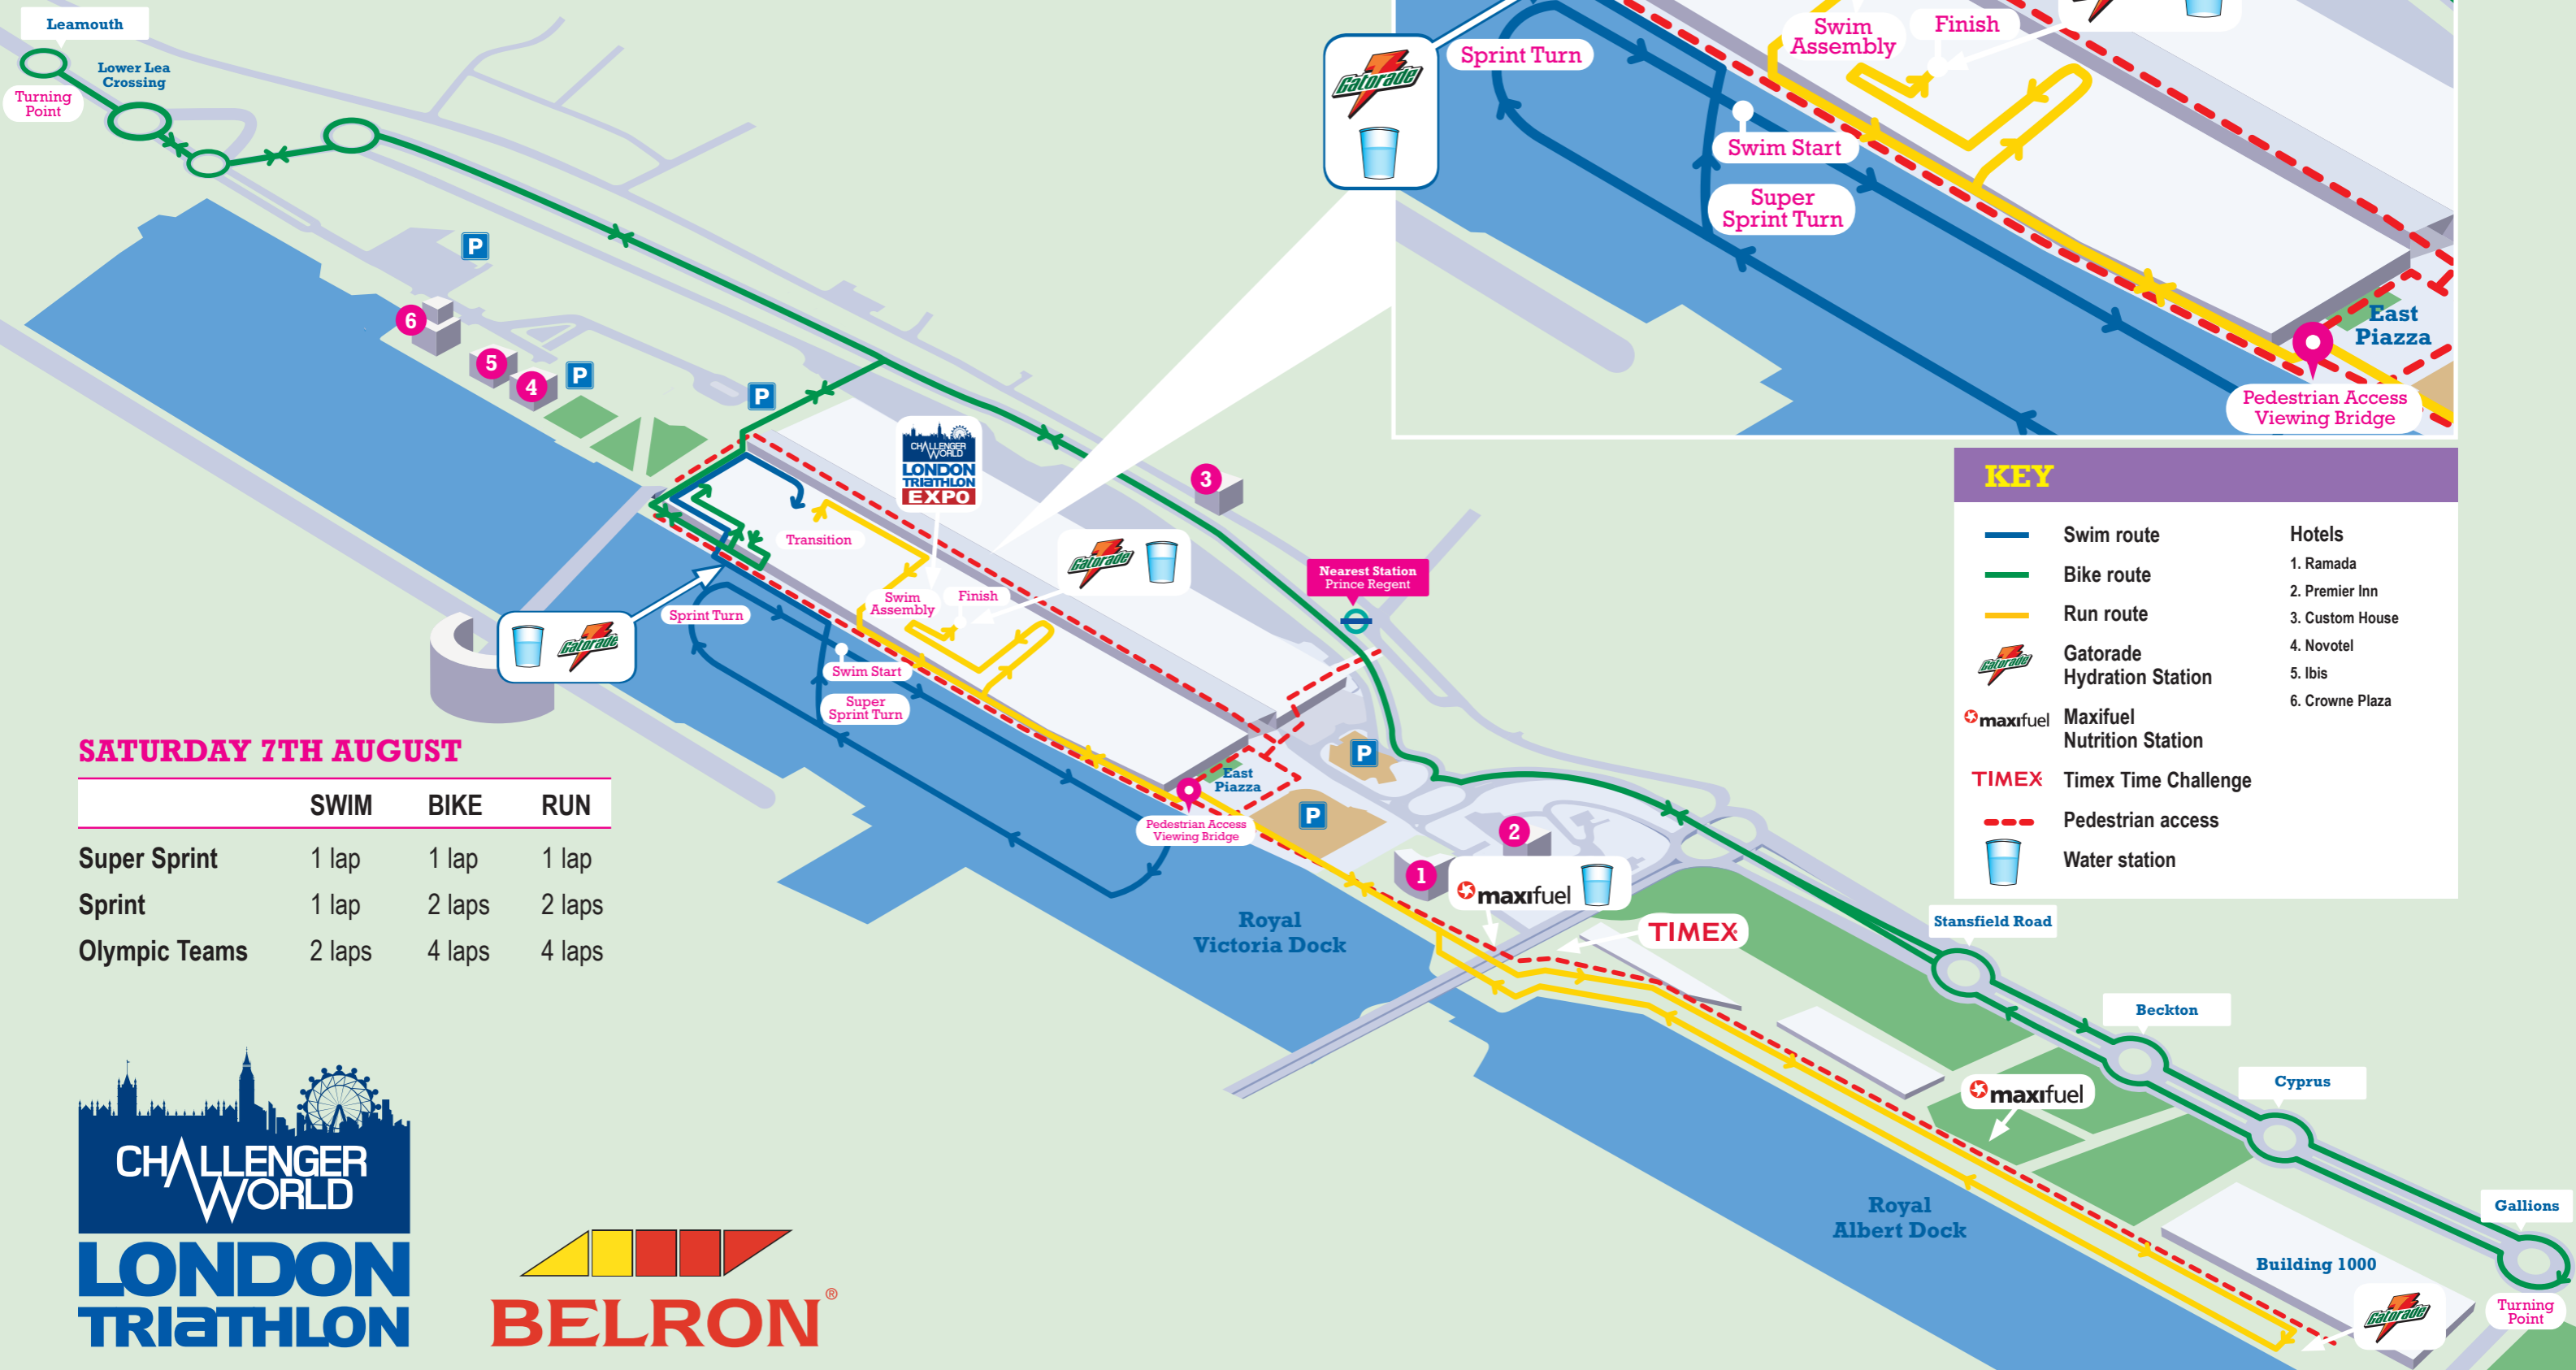 Leamouth
Lower Lea
Crossing
Turning
Point
P
6
5
4
P
P
CHALLENGER
WORLD
LONDON
TRIATHLON
EXPO
3
Transition
Gatorade
Nearest Station
Prince Regent
Swim
Assembly
Finish
Sprint Turn
Gatorade
Swim Start
Super
Sprint Turn
East
Piazza
P
P
Pedestrian Access
Viewing Bridge
2
1
maxifuel
TIMEX
Royal
Victoria Dock
Stansfield Road
Beckton
Cyprus
maxifuel
Gallions
Royal
Albert Dock
Building 1000
Gatorade
Turning
Point
Gatorade
Sprint Turn
Swim
Assembly
Finish
Swim Start
Super
Sprint Turn
East
Piazza
Pedestrian Access
Viewing Bridge
KEY
Swim route
Bike route
Run route
Gatorade
Gatorade
Hydration Station
maxifuel
Maxifuel
Nutrition Station
TIMEX
Timex Time Challenge
Pedestrian access
Water station
Hotels
1. Ramada
2. Premier Inn
3. Custom House
4. Novotel
5. Ibis
6. Crowne Plaza
SATURDAY 7TH AUGUST
SWIM BIKE RUN
Super Sprint 1 lap 1 lap 1 lap
Sprint 1 lap 2 laps 2 laps
Olympic Teams 2 laps 4 laps 4 laps
CHALLENGER
WORLD
LONDON
TRIATHLON
BELRON®